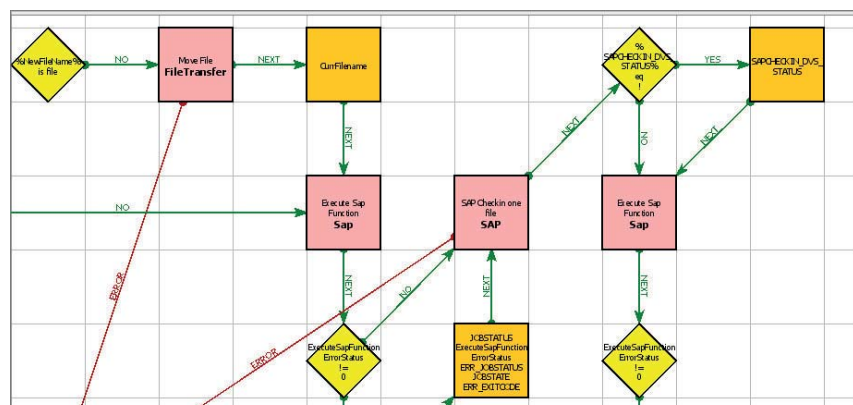 %NewFileName%
is file
NO
Move File
FileTransfer
NEXT
CurrFilename
%
SAPCHECKIN_DVS_
STATUS%
eq
!
YES
SAPCHECKIN_DVS_
STATUS
NEXT
NEXT
NO
NEXT
NO
Execute Sap
Function
Sap
SAP Checkin one
file
SAP
Execute Sap
Function
Sap
ERROR
NEXT
NO
NEXT
NEXT
ERROR
ExecuteSapFunction
ErrorStatus
!=
0
JOBSTATUS
ExecuteSapFunction
ErrorStatus
ERR_JOBSTATUS
JOBSTATE
ERR_EXITCODE
ExecuteSapFunction
ErrorStatus
!=
0